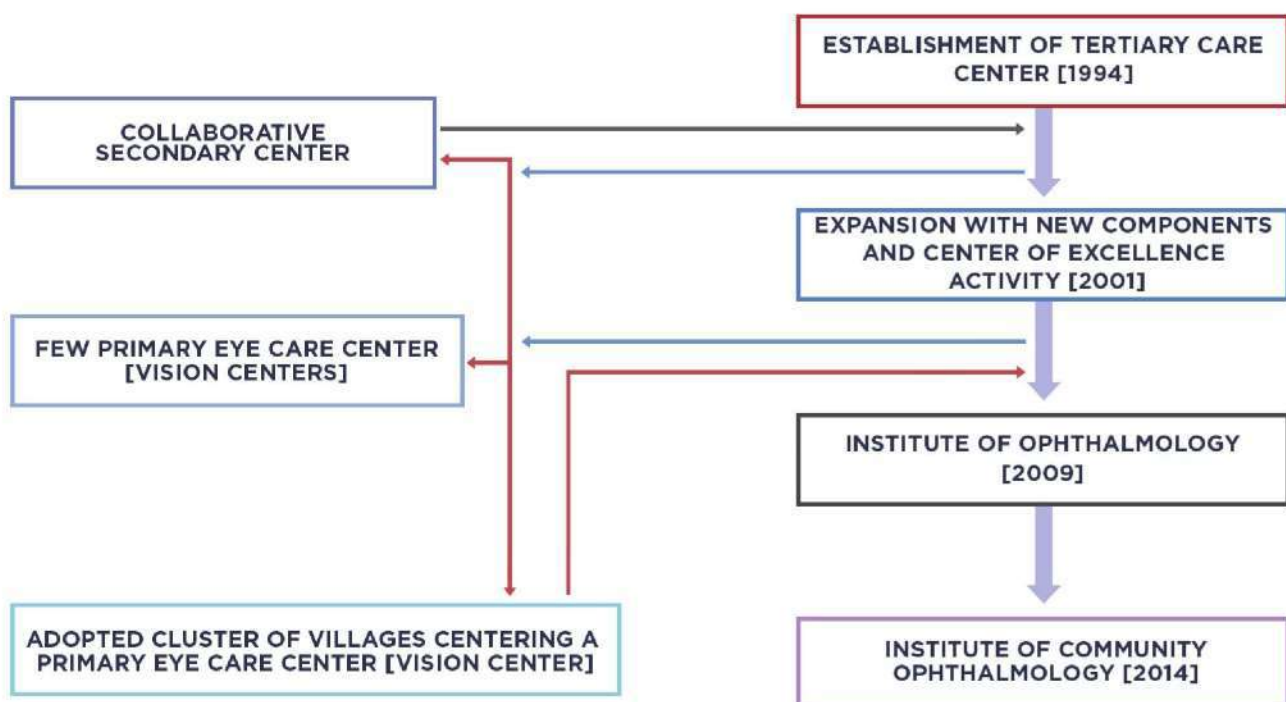 ESTABLISHMENT OF TERTIARY CARE
CENTER [1994]
COLLABORATIVE
SECONDARY CENTER
EXPANSION WITH NEW COMPONENTS
AND CENTER OF EXCELLENCE
ACTIVITY [2001]
FEW PRIMARY EYE CARE CENTER
[VISION CENTERS]
INSTITUTE OF OPHTHALMOLOGY
[2009]
ADOPTED CLUSTER OF VILLAGES CENTERING A
PRIMARY EYE CARE CENTER [VISION CENTER]
INSTITUTE OF COMMUNITY
OPHTHALMOLOGY [2014]